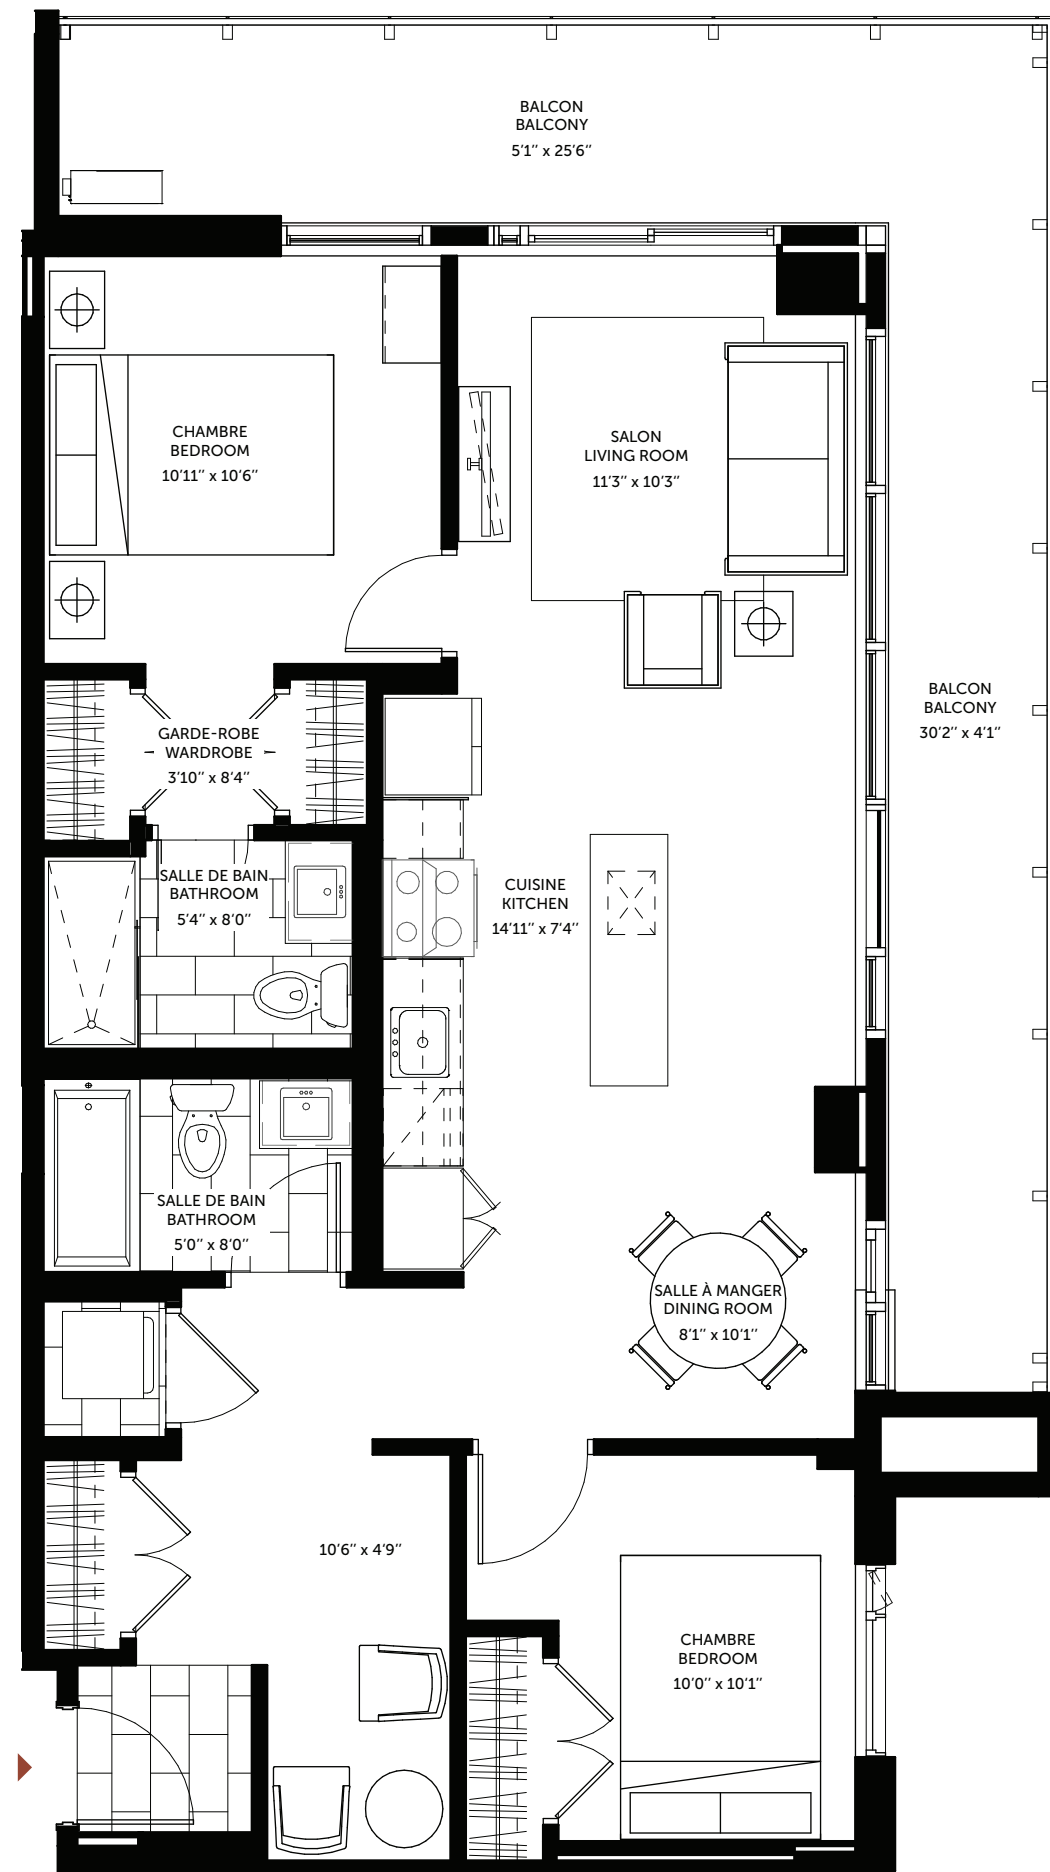 BALCON
BALCONY
5'1'' x 25'6''
CHAMBRE
BEDROOM
10'11'' x 10'6''
SALON
LIVING ROOM
11'3'' x 10'3''
BALCON
BALCONY
30'2'' x 4'1''
GARDE-ROBE
WARDROBE
3'10'' x 8'4''
SALLE DE BAIN
BATHROOM
5'4'' x 8'0''
CUISINE
KITCHEN
14'11'' x 7'4''
SALLE DE BAIN
BATHROOM
5'0'' x 8'0''
SALLE À MANGER
DINING ROOM
8'1'' x 10'1''
10'6'' x 4'9''
CHAMBRE
BEDROOM
10'0'' x 10'1''